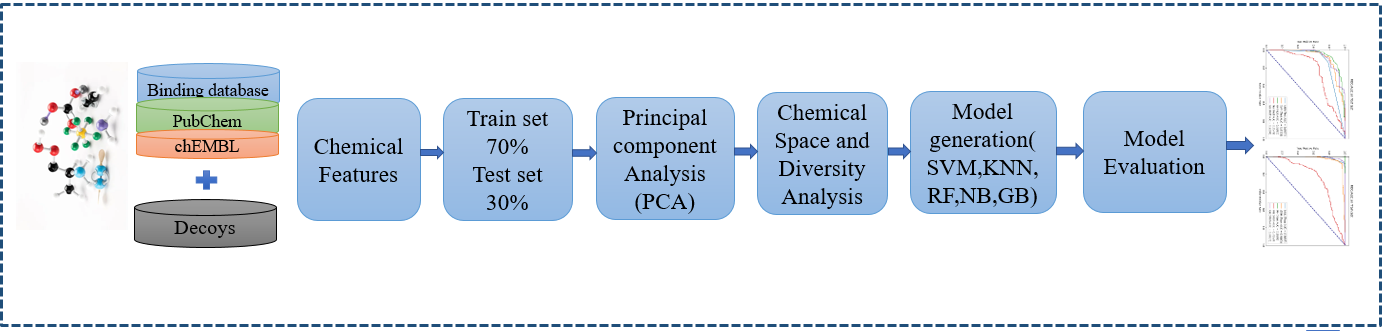 Binding database
PubChem
chEMBL
Decoys
Chemical
Features
Train set
70%
Test set
30%
Principal
component
Analysis
(PCA)
Chemical
Space and
Diversity
Analysis
Model
generation(
SVM,KNN,
RF,NB,GB)
Model
Evaluation